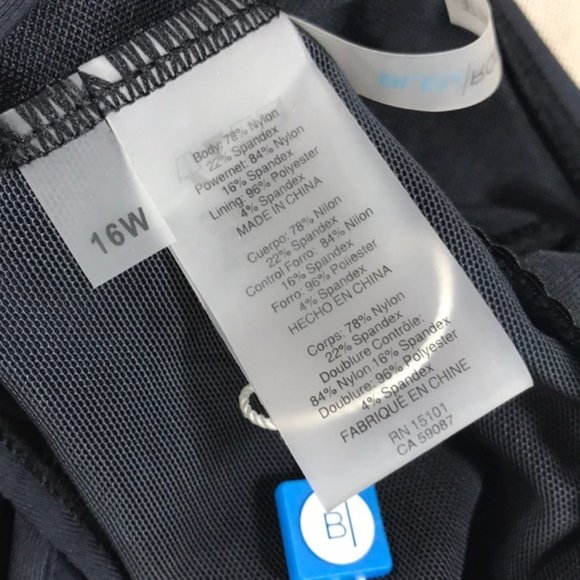 16W
Body: 78% Nylon
22% Spandex
Powernet: 84% Nylon
16% Spandex
Lining: 96% Polyester
4% Spandex
MADE IN CHINA
Cuerpo: 78% Nilon
22% Spandex
Control Forro: 84% Nilon
16% Spandex
Forro: 96% Poliester
4% Spandex
HECHO EN CHINA
Corps: 78% Nylon
22% Spandex
Doublure Contrôle:
84% Nylon 16% Spandex
Doublure: 96% Polyester
4% Spandex
FABRIQUÉ EN CHINE
RN 15101
CA 59087
B|